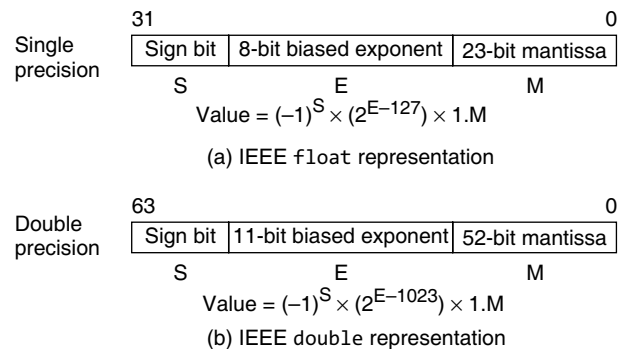 31 0
Single precision
Sign bit 8-bit biased exponent 23-bit mantissa
S E M
Value = (–1)^S × (2^E–127) × 1.M
(a) IEEE float representation
63 0
Double precision
Sign bit 11-bit biased exponent 52-bit mantissa
S E M
Value = (–1)^S × (2^E–1023) × 1.M
(b) IEEE double representation